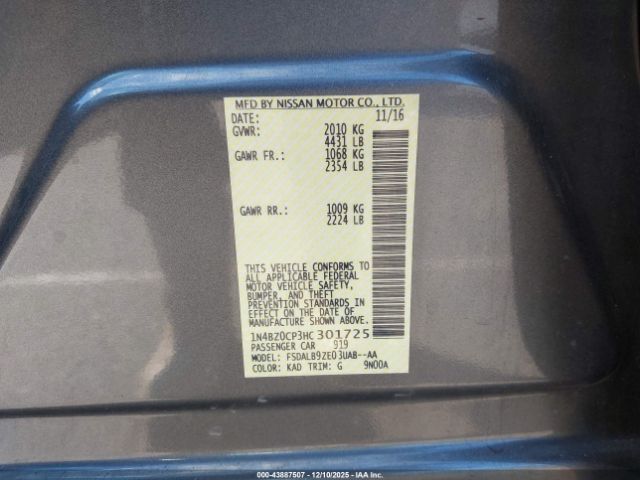 MFD BY NISSAN MOTOR CO., LTD.
DATE: 11/16
GVWR: 2010 KG
4431 LB
GAWR FR.: 1068 KG
2354 LB
GAWR RR.: 1009 KG
2224 LB
THIS VEHICLE CONFORMS TO
ALL APPLICABLE FEDERAL
MOTOR VEHICLE SAFETY,
BUMPER, AND THEFT
PREVENTION STANDARDS IN
EFFECT ON THE DATE OF
MANUFACTURE SHOWN ABOVE.
1N4BZ0CP3HC301725
PASSENGER CAR 919
MODEL: FSDALB9ZE03UAB--AA
COLOR: KAD TRIM: G 9N00A
000-43887507 - 12/10/2025 - IAA Inc.